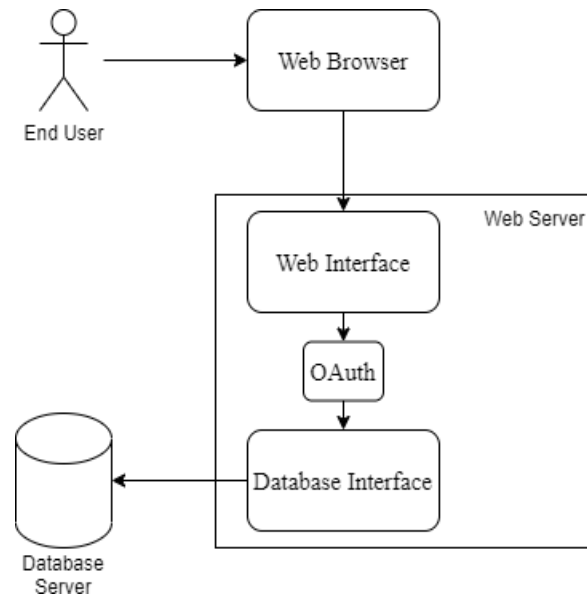 Web Browser
End User
Web Server
Web Interface
OAuth
Database Interface
Database
Server